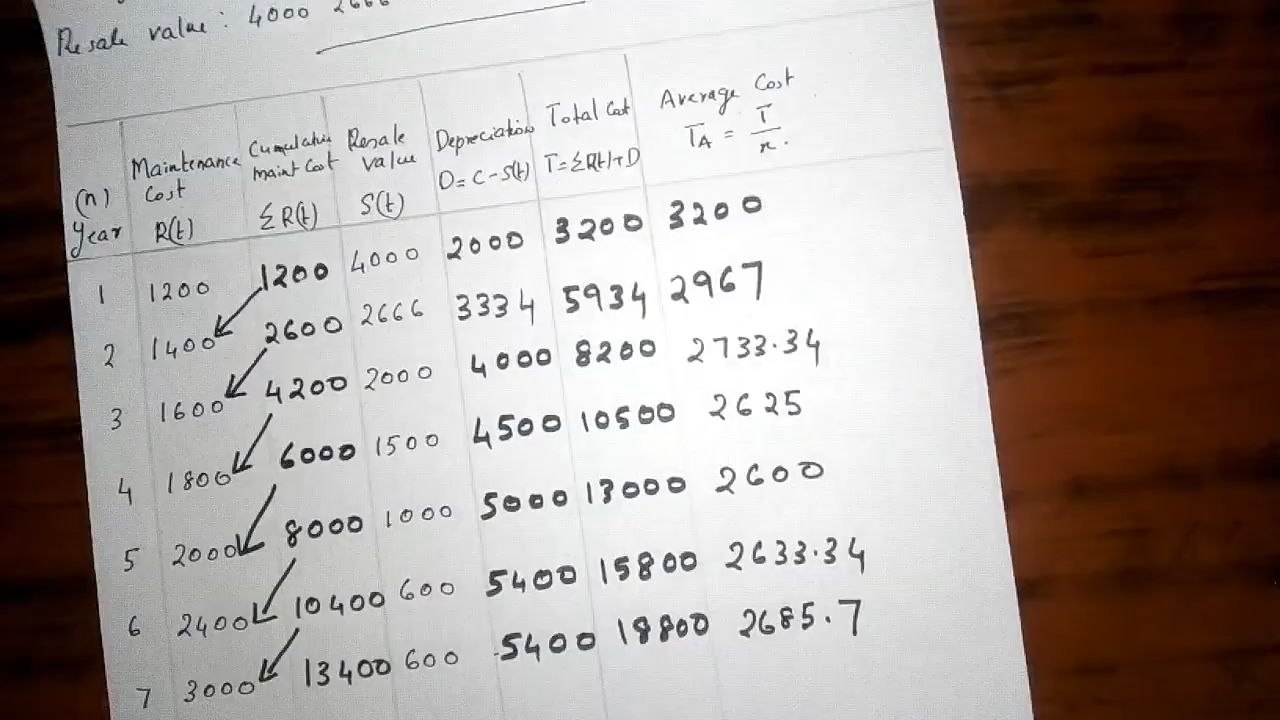 Resale value : 4000 2666
(n) Year
Maintenance Cost R(t)
Cumulative maint Cost ΣR(t)
Resale value S(t)
Depreciation D = C - S(t)
Total Cost T = ΣR(t) + D
Average Cost TA = T/n.
1 1200 1200 4000 2000 3200 3200
2 1400 2600 2666 3334 5934 2967
3 1600 4200 2000 4000 8200 2733.34
4 1800 6000 1500 4500 10500 2625
5 2000 8000 1000 5000 13000 2600
6 2400 10400 600 5400 15800 2633.34
7 3000 13400 600 5400 18800 2685.7